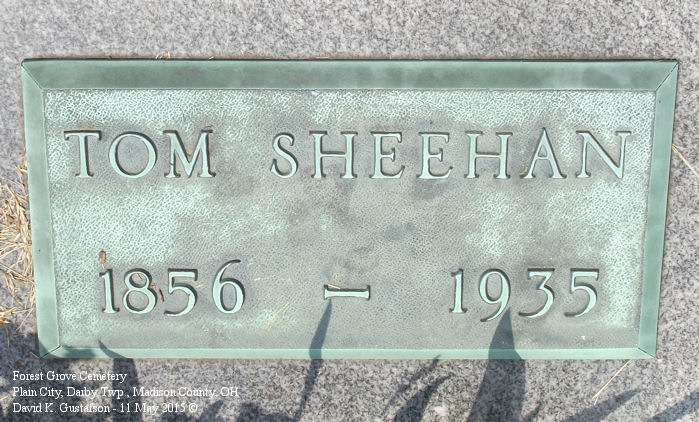 TOM SHEEHAN
1856 – 1935
Forest Grove Cemetery
Plain City, Darby Twp., Madison County, OH
David K. Gustafson - 11 May 2015 ©